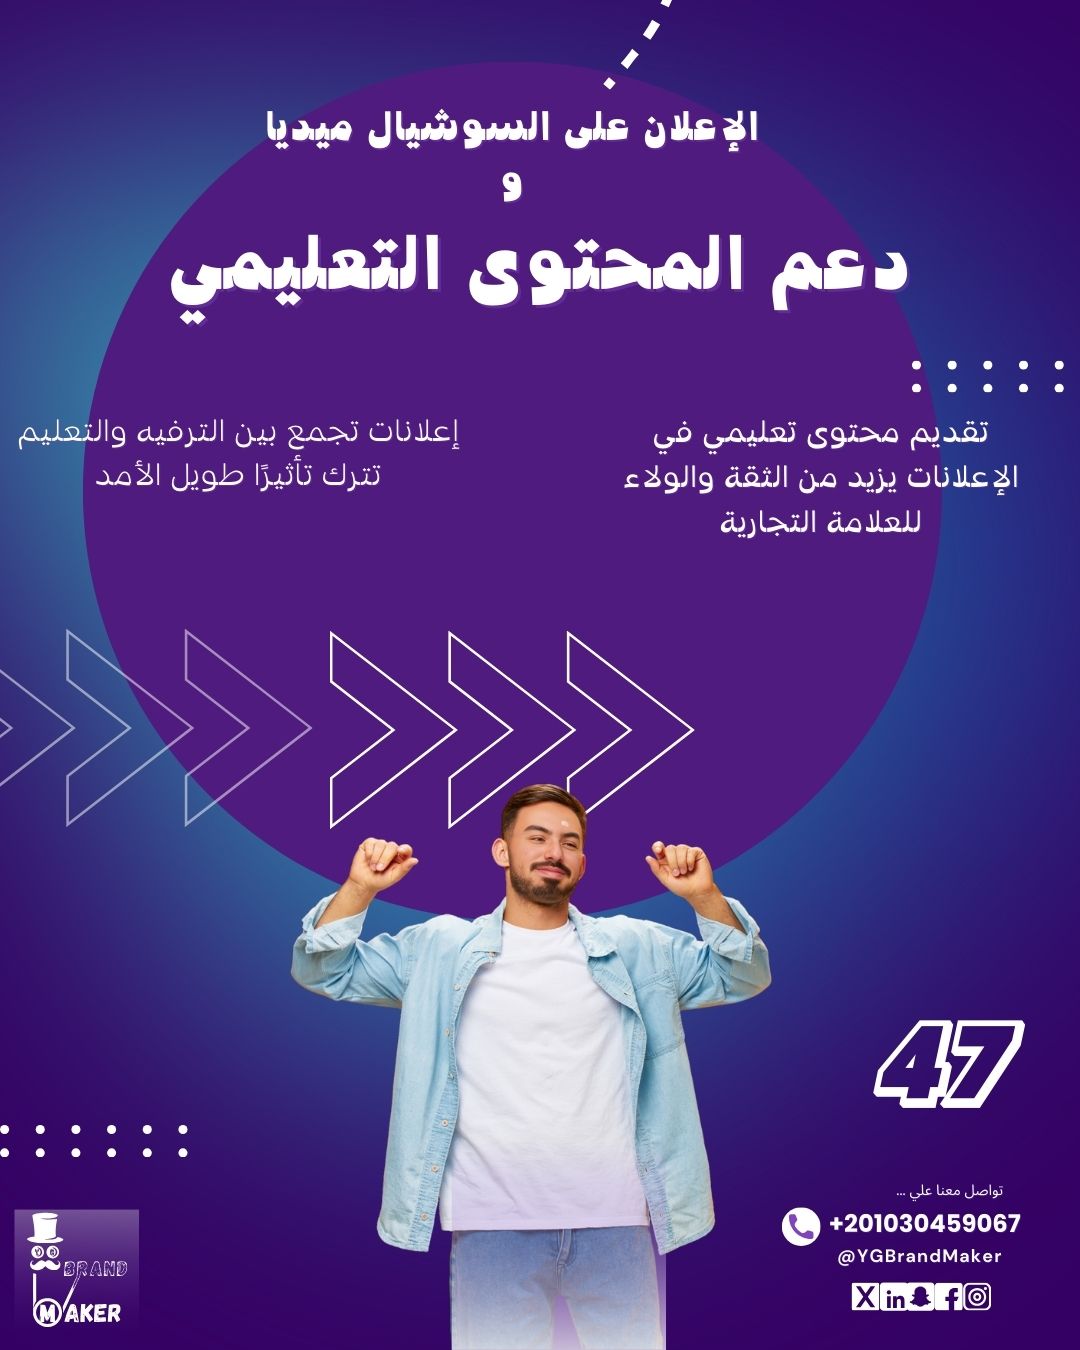 الإعلان على السوشيال ميديا
و
دعم المحتوى التعليمي
تقديم محتوى تعليمي في
الإعلانات يزيد من الثقة والولاء
للعلامة التجارية
إعلانات تجمع بين الترفيه والتعليم
تترك تأثيرًا طويل الأمد
47
تواصل معنا علي ...
+201030459067
@YGBrandMaker
BRAND
MAKER